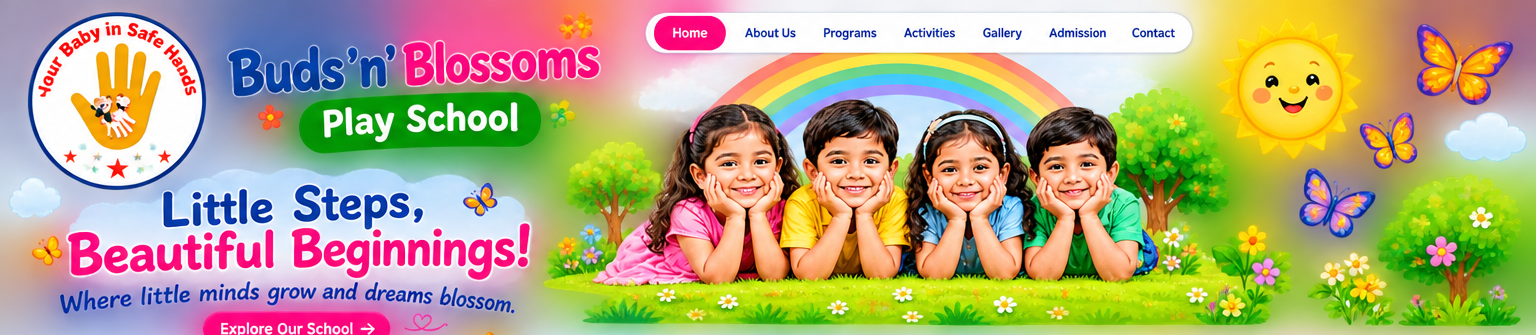 Your Baby in Safe Hands
Buds'n' Blossoms
Play School
Home
About Us
Programs
Activities
Gallery
Admission
Contact
Little Steps,
Beautiful Beginnings!
Where little minds grow and dreams blossom.
Explore Our School →